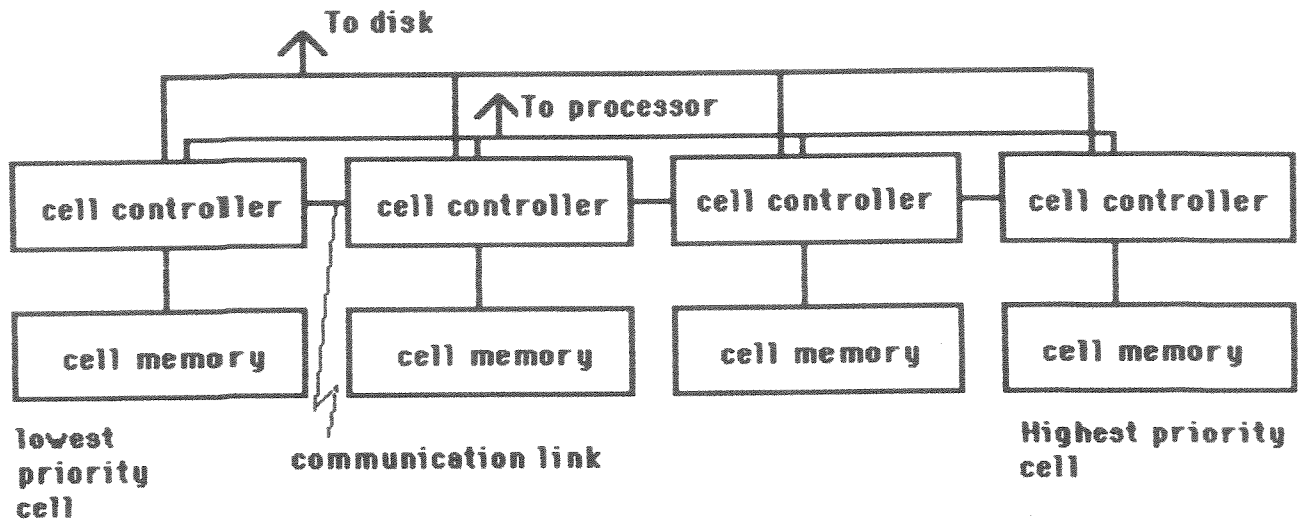 To disk
To processor
cell controller
cell controller
cell controller
cell controller
cell memory
cell memory
cell memory
cell memory
lowest
priority
cell
communication link
Highest priority
cell